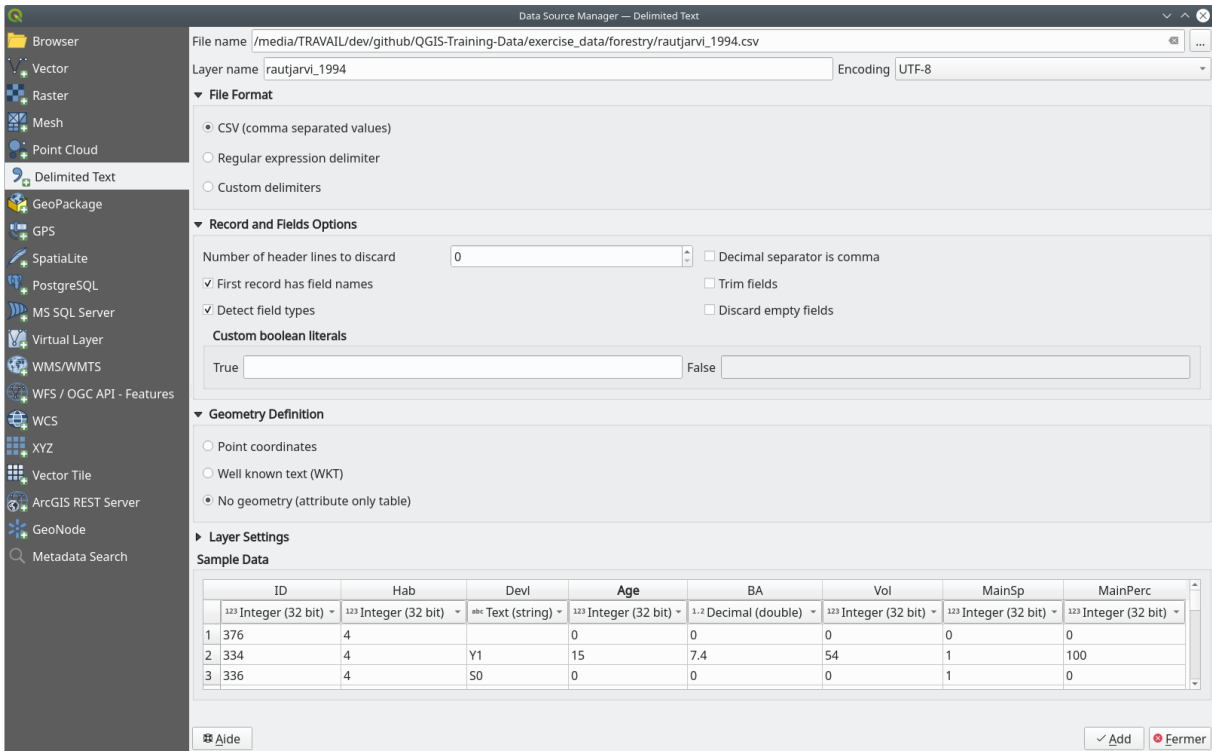 Data Source Manager — Delimited Text
Browser
Vector
Raster
Mesh
Point Cloud
Delimited Text
GeoPackage
GPS
SpatiaLite
PostgreSQL
MS SQL Server
Virtual Layer
WMS/WMTS
WFS / OGC API - Features
WCS
XYZ
Vector Tile
ArcGIS REST Server
GeoNode
Metadata Search
File name /media/TRAVAIL/dev/github/QGIS-Training-Data/exercise_data/forestry/rautjarvi_1994.csv ...
Layer name rautjarvi_1994 Encoding UTF-8
File Format
CSV (comma separated values)
Regular expression delimiter
Custom delimiters
Record and Fields Options
Number of header lines to discard 0 Decimal separator is comma
First record has field names Trim fields
Detect field types Discard empty fields
Custom boolean literals
True False
Geometry Definition
Point coordinates
Well known text (WKT)
No geometry (attribute only table)
Layer Settings
Sample Data
ID Hab Devl Age BA Vol MainSp MainPerc
123 Integer (32 bit) 123 Integer (32 bit) abc Text (string) 123 Integer (32 bit) 1.2 Decimal (double) 123 Integer (32 bit) 123 Integer (32 bit) 123 Integer (32 bit)
1 376 4 0 0 0 0 0
2 334 4 Y1 15 7.4 54 1 100
3 336 4 S0 0 0 0 1 0
Aide Add Fermer